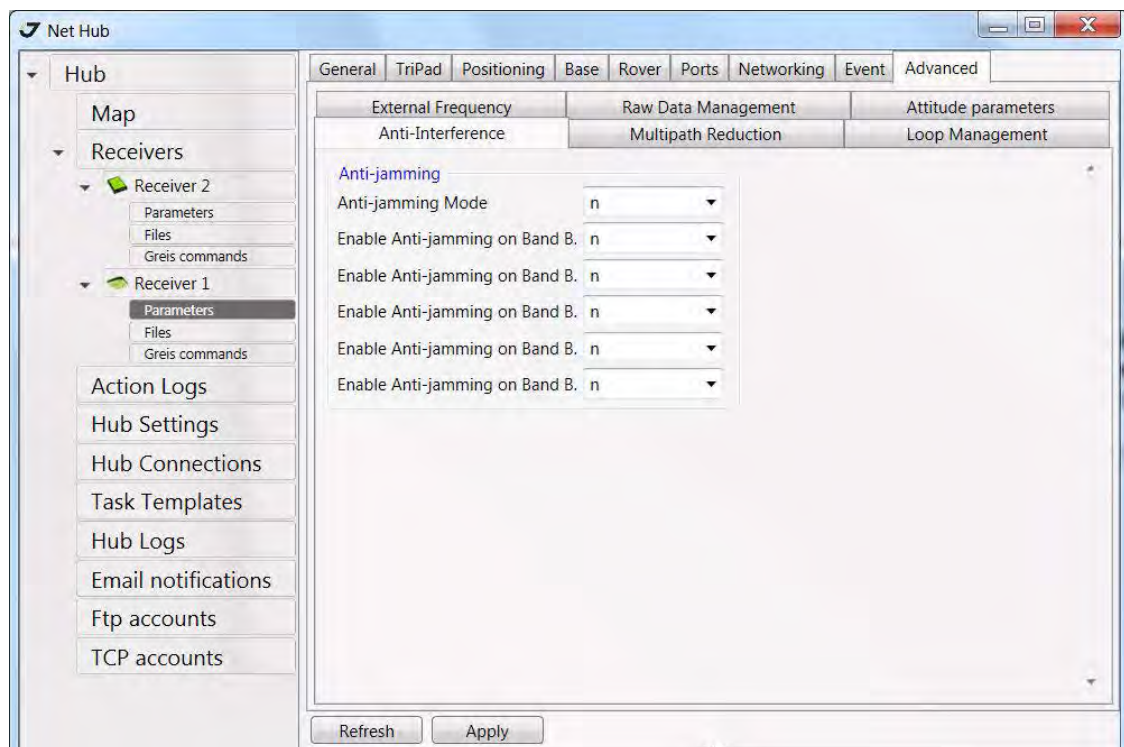 Net Hub
Hub
Map
Receivers
Receiver 2
Parameters
Files
Greis commands
Receiver 1
Parameters
Files
Greis commands
Action Logs
Hub Settings
Hub Connections
Task Templates
Hub Logs
Email notifications
Ftp accounts
TCP accounts
General TriPad Positioning Base Rover Ports Networking Event Advanced
External Frequency Raw Data Management Attitude parameters
Anti-Interference Multipath Reduction Loop Management
Anti-jamming
Anti-jamming Mode n
Enable Anti-jamming on Band B. n
Enable Anti-jamming on Band B. n
Enable Anti-jamming on Band B. n
Enable Anti-jamming on Band B. n
Enable Anti-jamming on Band B. n
Refresh Apply